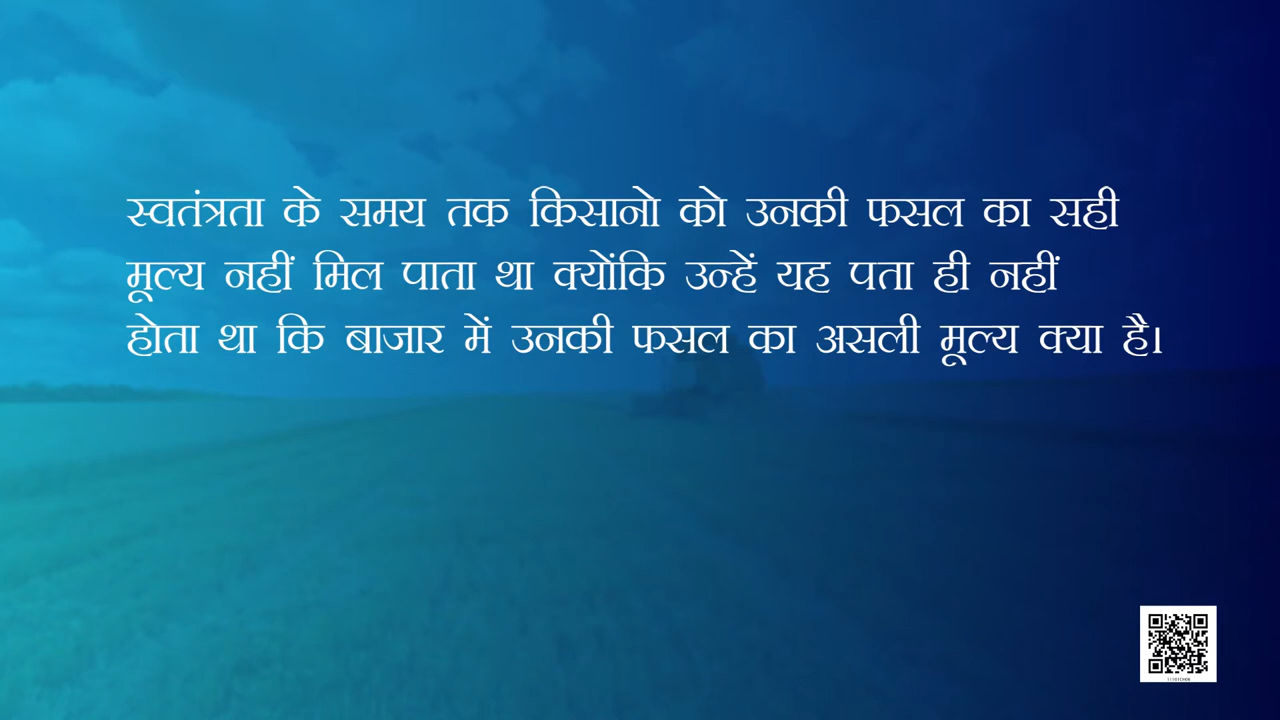 स्वतंत्रता के समय तक किसानो को उनकी फसल का सही
मूल्य नहीं मिल पाता था क्योंकि उन्हें यह पता ही नहीं
होता था कि बाजार में उनकी फसल का असली मूल्य क्या है।